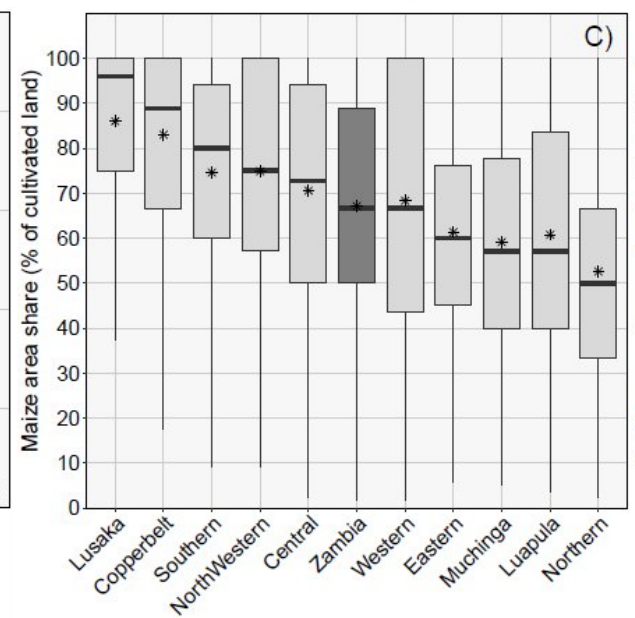 C)
Maize area share (% of cultivated land)
100
90
80
70
60
50
40
30
20
10
0
Lusaka
Copperbelt
Southern
NorthWestern
Central
Zambia
Western
Eastern
Muchinga
Luapula
Northern